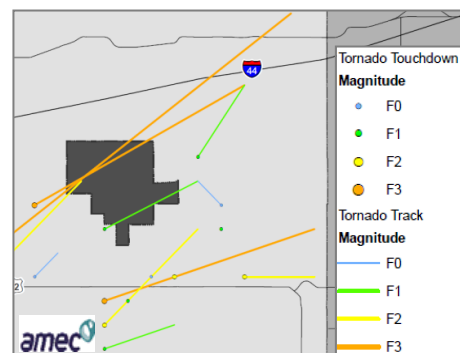 44
Tornado Touchdown
Magnitude
F0
F1
F2
F3
Tornado Track
Magnitude
F0
F1
F2
F3
2
amec